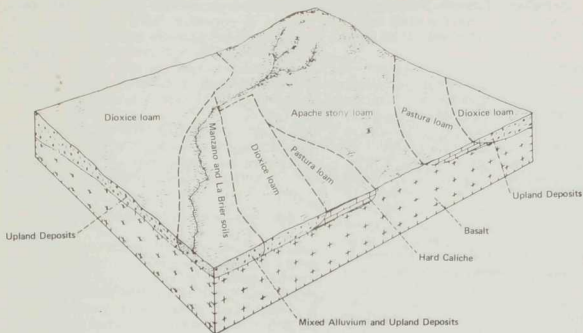 Dioxice loam
Manzano and
La Brier soils
Dioxice loam
Pastura loam
Apache stony loam
Pastura loam
Dioxice loam
Upland Deposits
Upland Deposits
Basalt
Hard Caliche
Mixed Alluvium and Upland Deposits